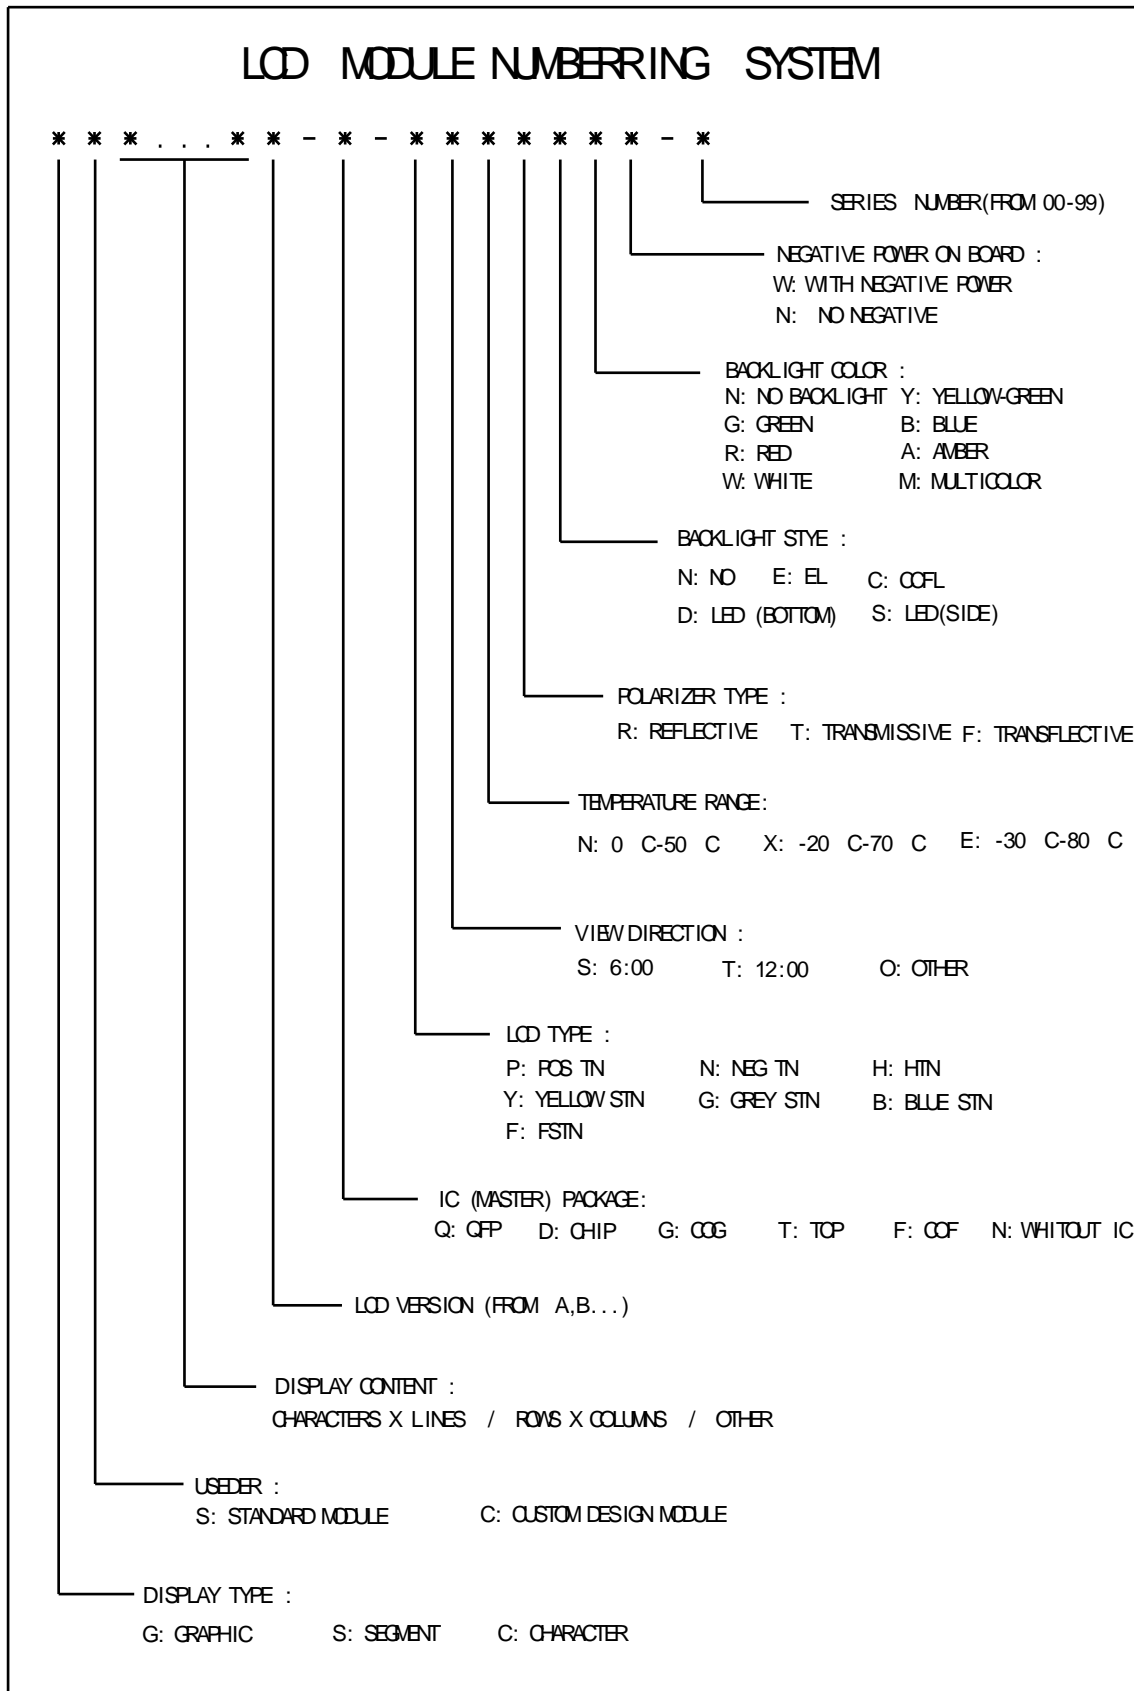 LCD MODULE NUMBERRING SYSTEM
* * * . . . * * - * - * * * * * * * - *
SERIES NUMBER(FROM 00-99)
NEGATIVE POWER ON BOARD :
W: WITH NEGATIVE POWER
N: NO NEGATIVE
BACKLIGHT COLOR :
N: NO BACKLIGHT Y: YELLOW-GREEN
G: GREEN B: BLUE
R: RED A: AMBER
W: WHITE M: MULTICOLOR
BACKLIGHT STYE :
N: NO E: EL C: CCFL
D: LED (BOTTOM) S: LED(SIDE)
POLARIZER TYPE :
R: REFLECTIVE T: TRANSMISSIVE F: TRANSFLECTIVE
TEMPERATURE RANGE:
N: 0 C-50 C X: -20 C-70 C E: -30 C-80 C
VIEW DIRECTION :
S: 6:00 T: 12:00 O: OTHER
LCD TYPE :
P: POS TN N: NEG TN H: HTN
Y: YELLOW STN G: GREY STN B: BLUE STN
F: FSTN
IC (MASTER) PACKAGE:
Q: QFP D: CHIP G: COG T: TCP F: COF N: WHITOUT IC
LCD VERSION (FROM A,B...)
DISPLAY CONTENT :
CHARACTERS X LINES / ROWS X COLUMNS / OTHER
USEDER :
S: STANDARD MODULE C: CUSTOM DESIGN MODULE
DISPLAY TYPE :
G: GRAPHIC S: SEGMENT C: CHARACTER